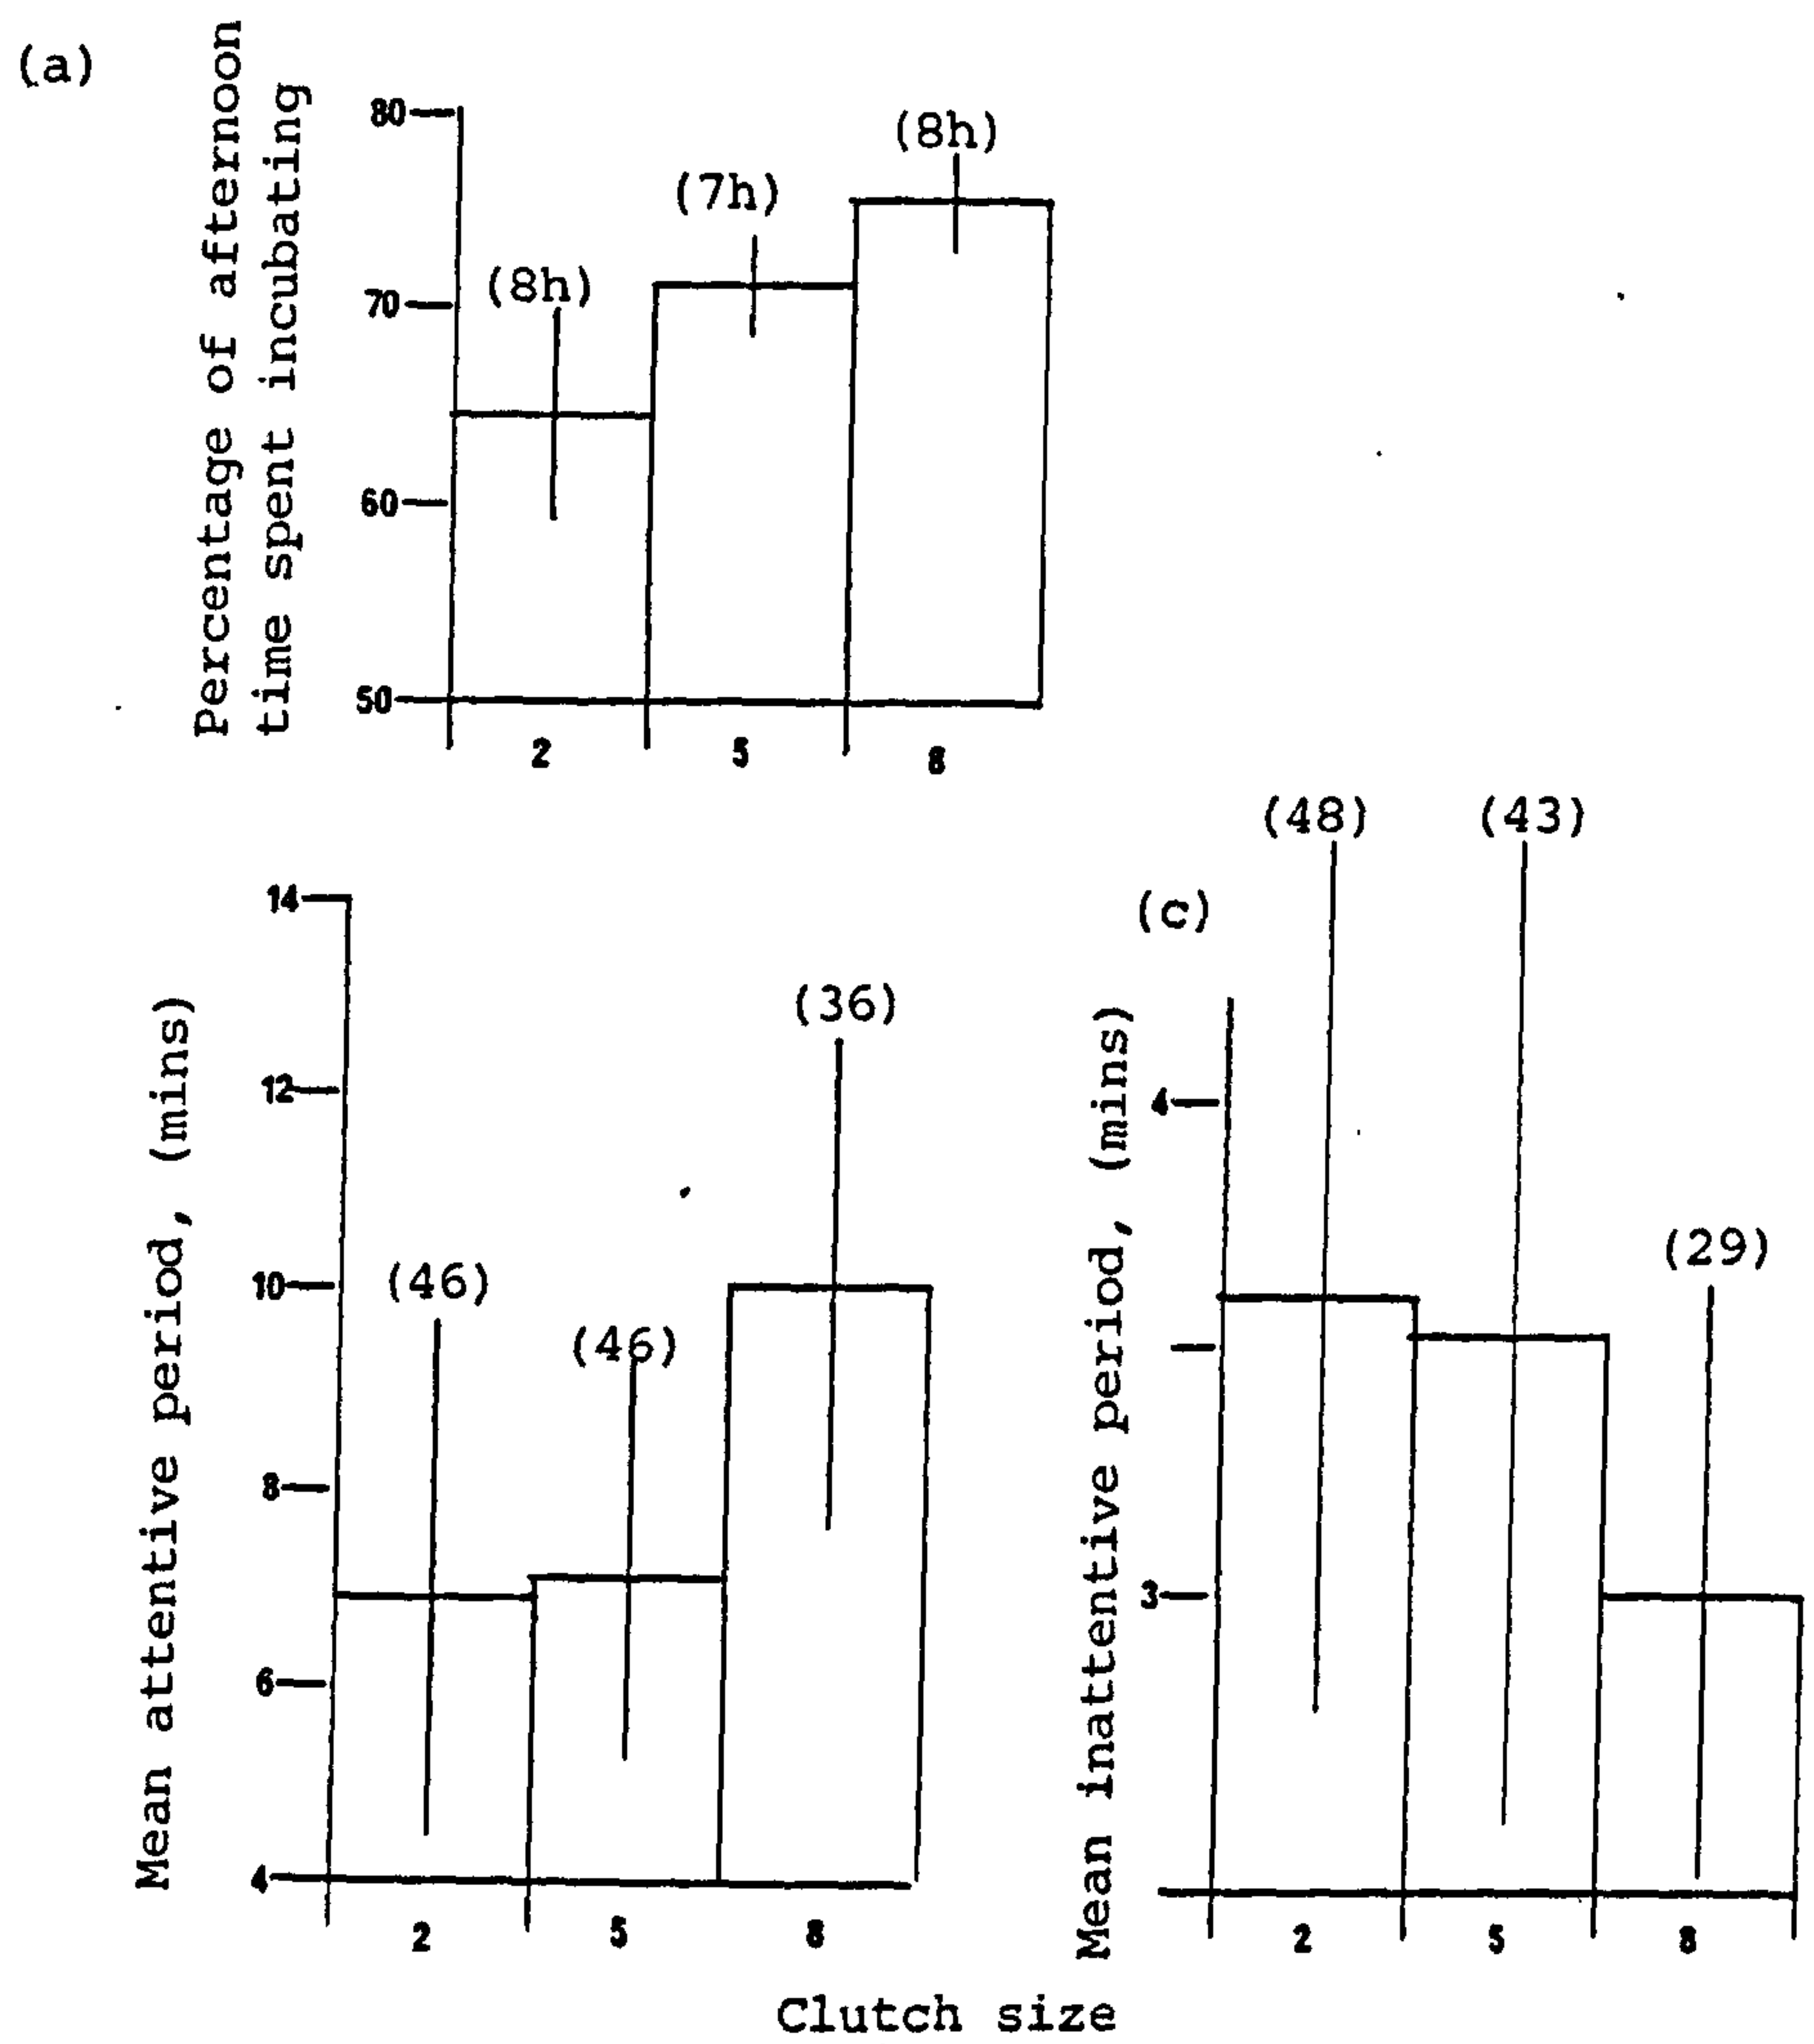 (a)
Percentage of afternoon
time spent incubating
80
70
60
50
(8h)
(7h)
(8h)
2
5
8
Mean attentive period, (mins)
14
12
10
8
6
4
(46)
(46)
(36)
2
5
8
(c)
Mean inattentive period, (mins)
4
3
(48)
(43)
(29)
2
5
8
Clutch size